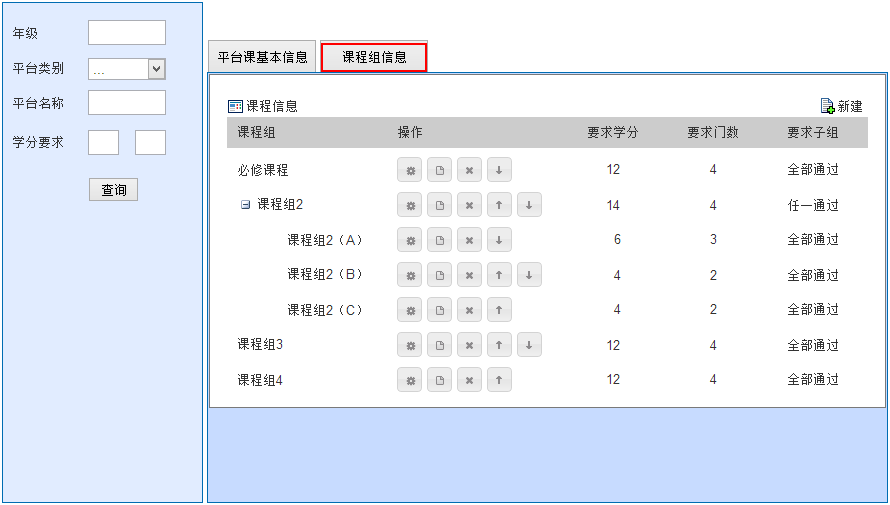 年级
平台类别 ...
平台名称
学分要求
查询
平台课基本信息 课程组信息
课程信息 新建
课程组 操作 要求学分 要求门数 要求子组
必修课程 12 4 全部通过
课程组2 14 4 任一通过
课程组2（A） 6 3 全部通过
课程组2（B） 4 2 全部通过
课程组2（C） 4 2 全部通过
课程组3 12 4 全部通过
课程组4 12 4 全部通过